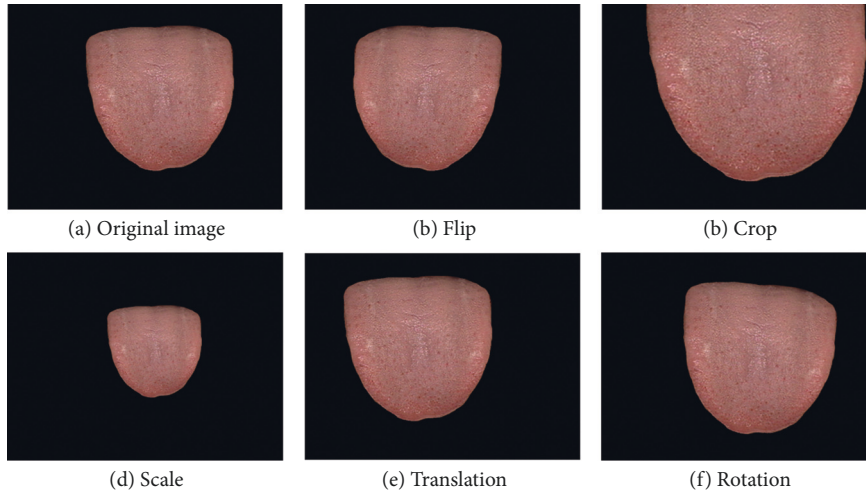 (a) Original image
(b) Flip
(b) Crop
(d) Scale
(e) Translation
(f) Rotation